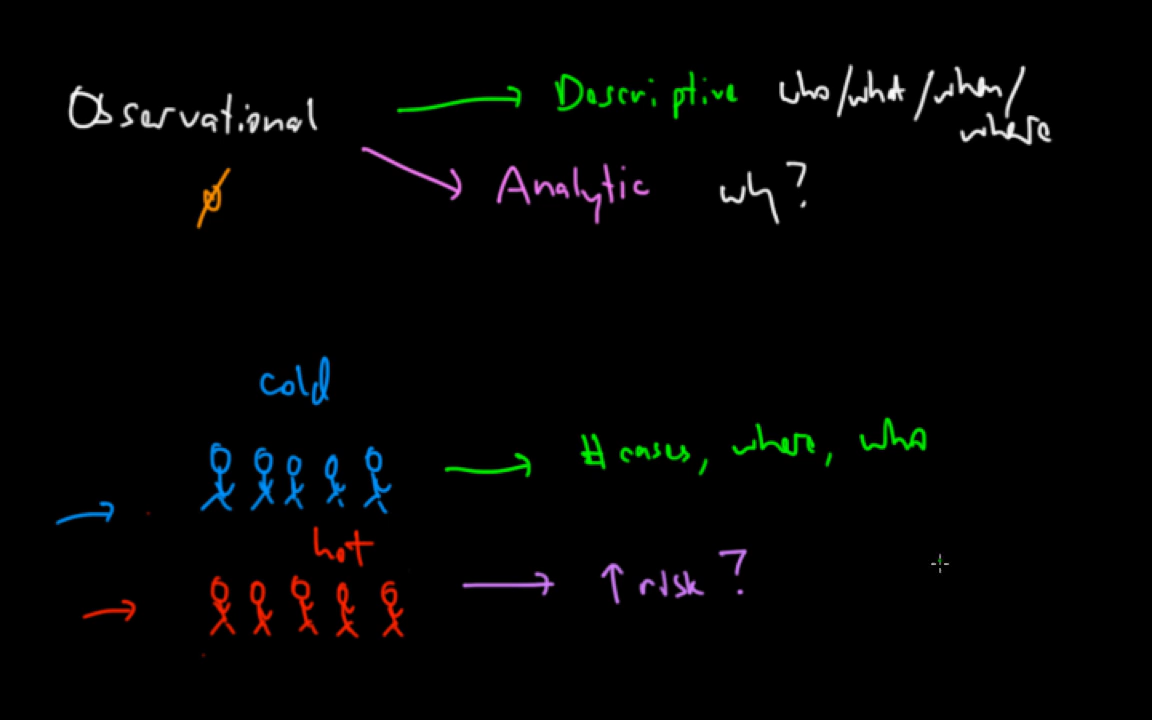 Observational → Descriptive who/what/when/
where
Analytic why?
cold
# cases, where, who
hot
↑ risk?